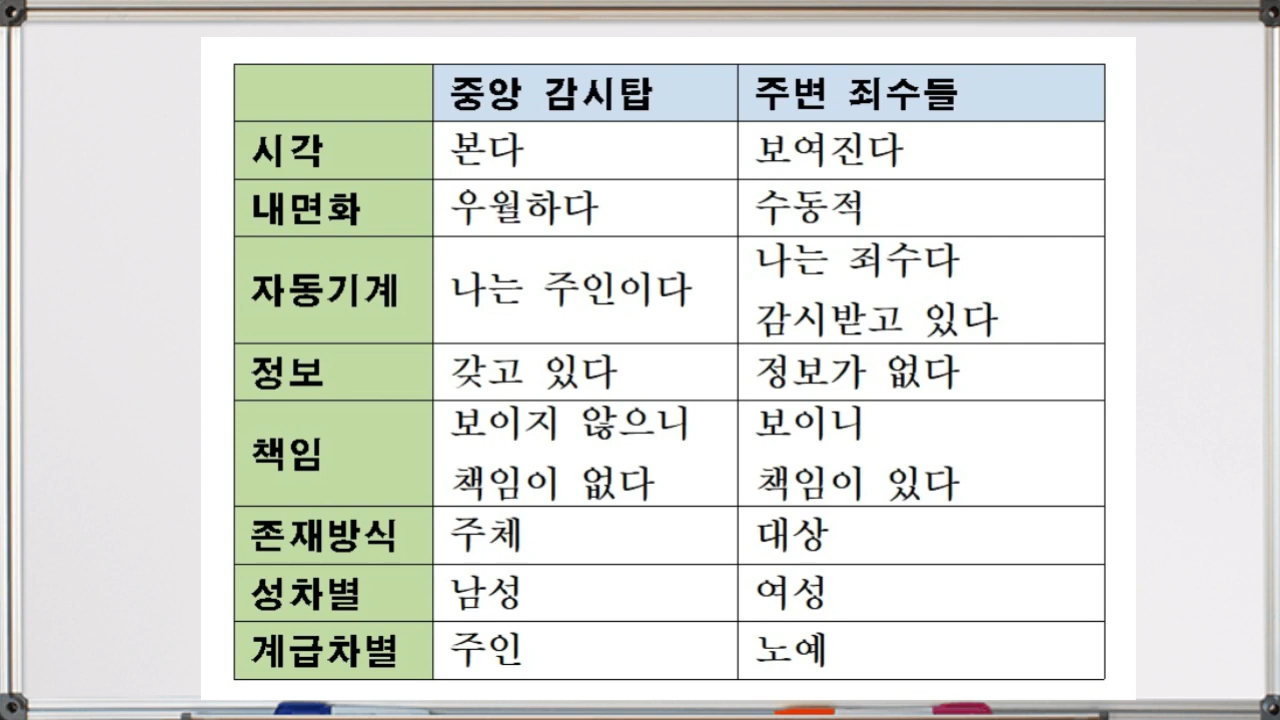 중앙 감시탑 주변 죄수들
시각 본다 보여진다
내면화 우월하다 수동적
자동기계 나는 주인이다 나는 죄수다
감시받고 있다
정보 갖고 있다 정보가 없다
책임 보이지 않으니 보이니
책임이 없다 책임이 있다
존재방식 주체 대상
성차별 남성 여성
계급차별 주인 노예